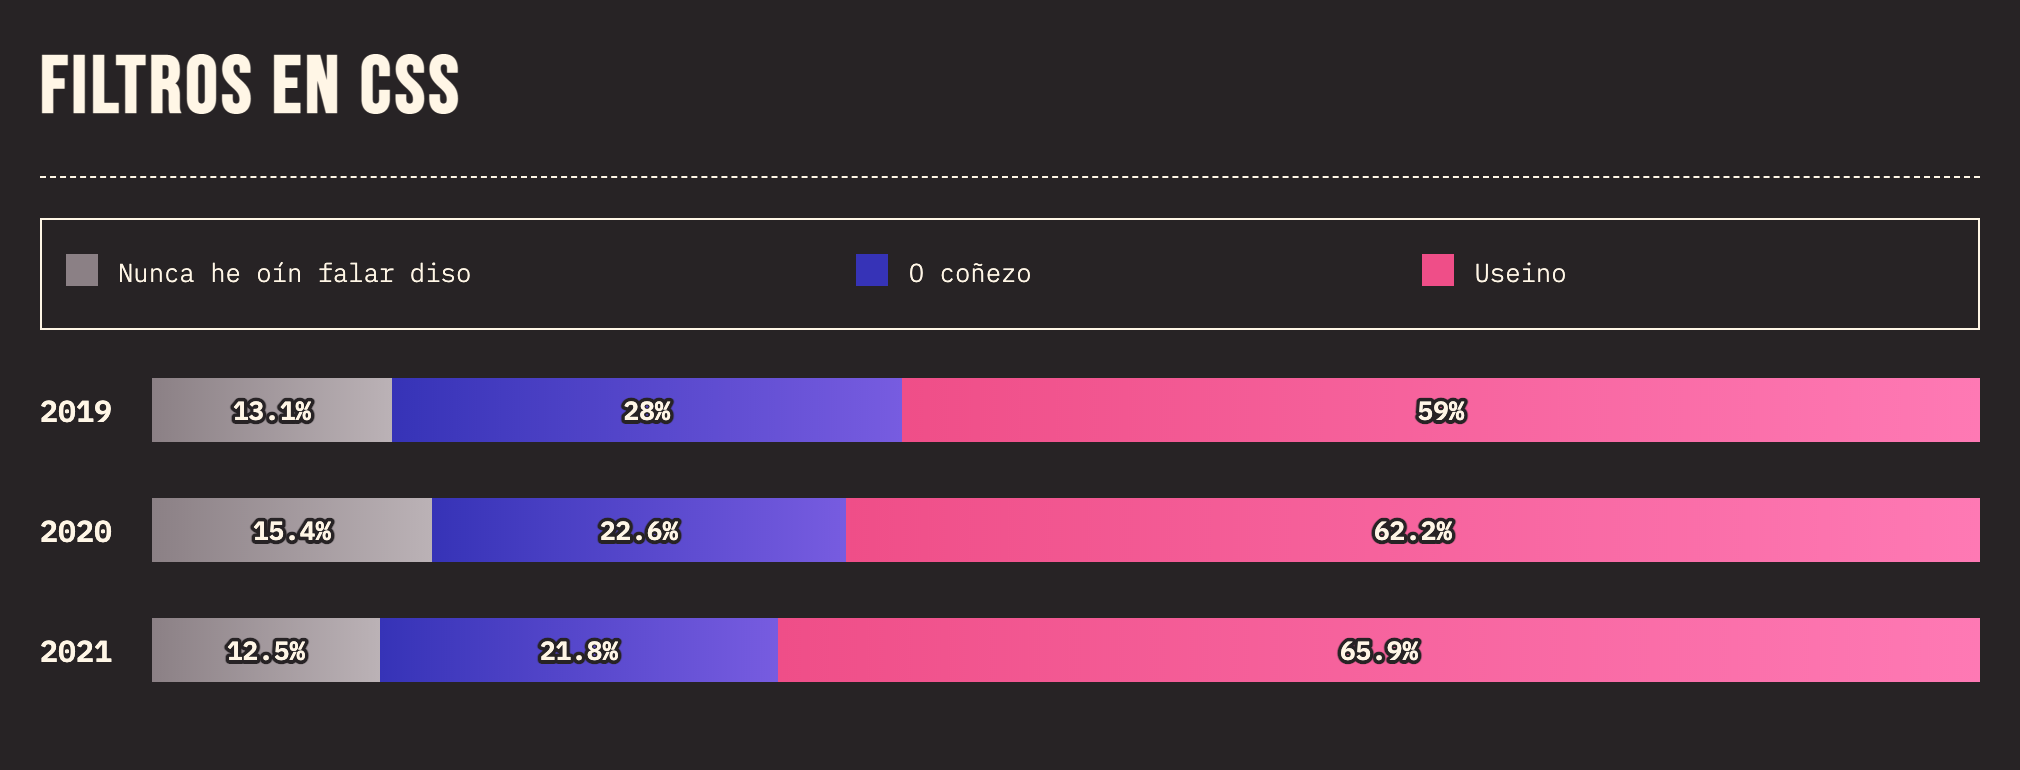 FILTROS EN CSS
Nunca he oín falar diso
O coñezo
Useino
2019 13.1% 28% 59%
2020 15.4% 22.6% 62.2%
2021 12.5% 21.8% 65.9%